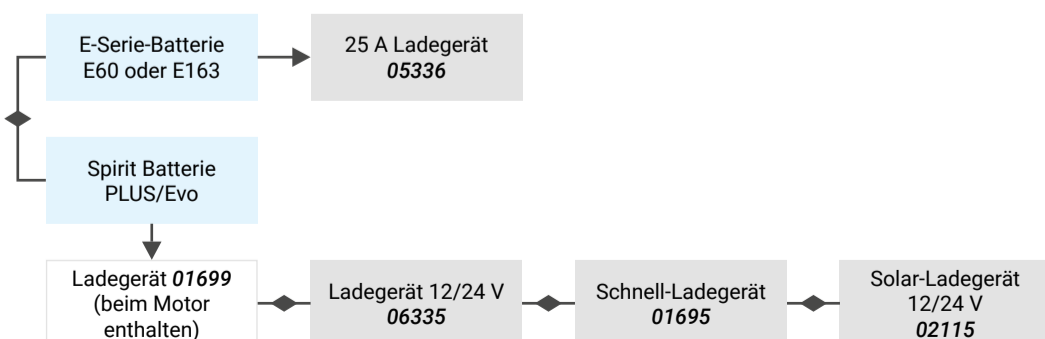 E-Serie-Batterie
E60 oder E163
25 A Ladegerät
05336
Spirit Batterie
PLUS/Evo
Ladegerät 01699
(beim Motor
enthalten)
Ladegerät 12/24 V
06335
Schnell-Ladegerät
01695
Solar-Ladegerät
12/24 V
02115